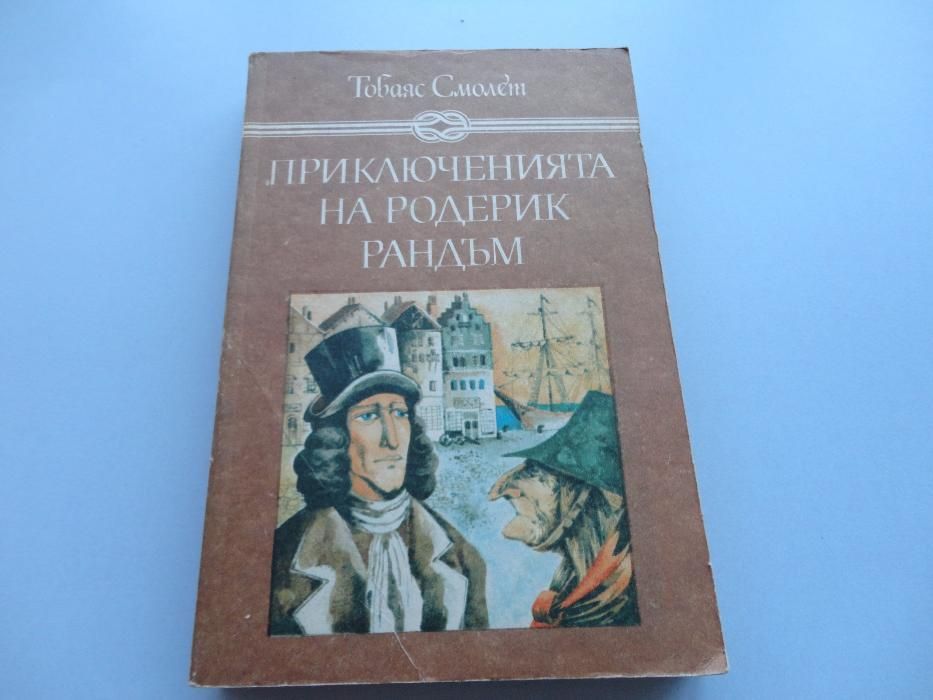 Тобаяс Смолет
ПРИКЛЮЧЕНИЯТА
НА РОДЕРИК
РАНДЪМ